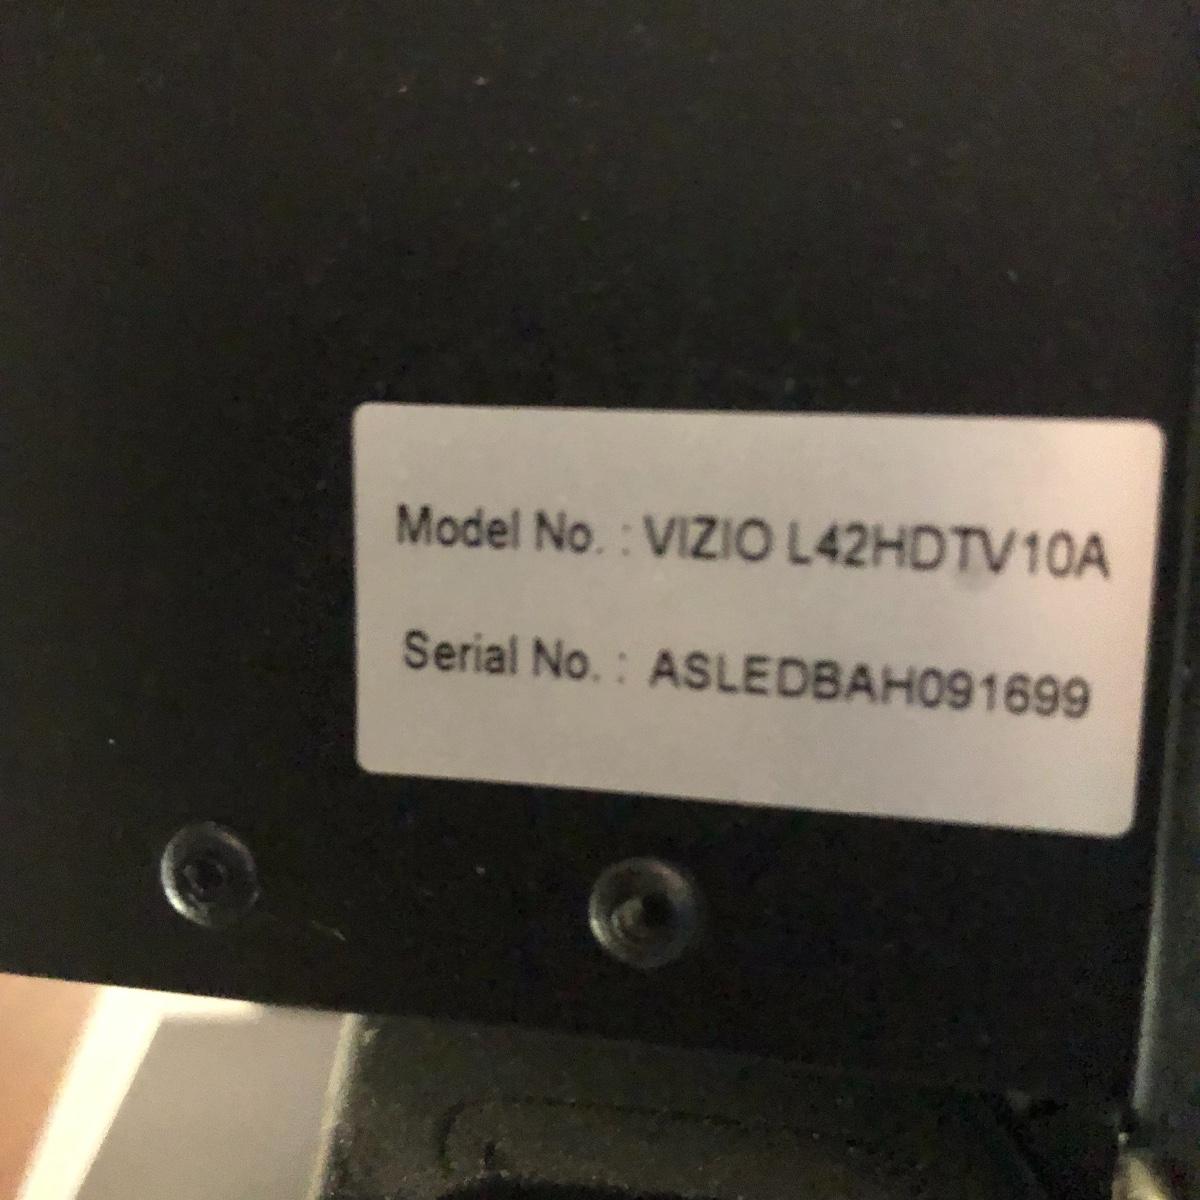 Model No. : VIZIO L42HDTV10A
Serial No. : ASLEDBAH091699